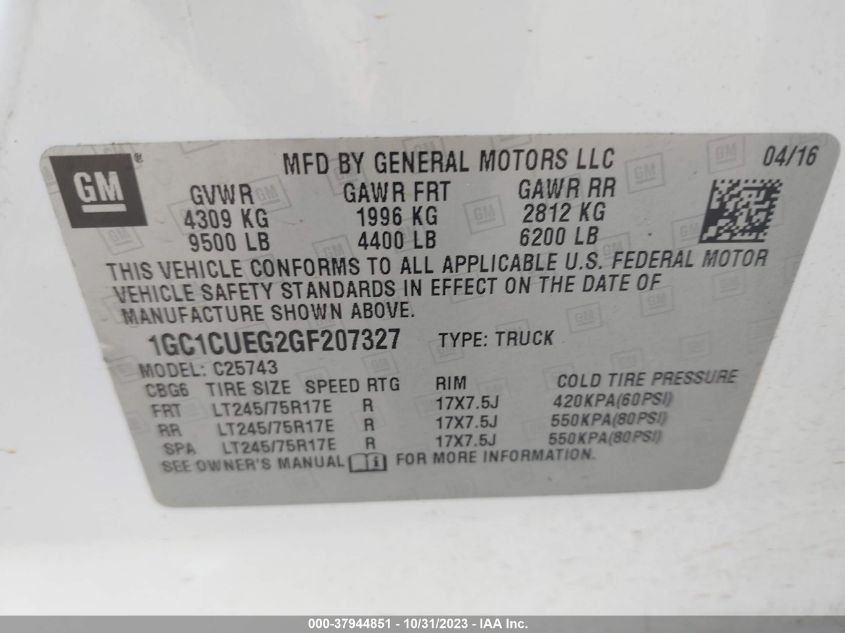 GM ® MFD BY GENERAL MOTORS LLC 04/16
GVWR GAWR FRT GAWR RR
4309 KG 1996 KG 2812 KG
9500 LB 4400 LB 6200 LB
THIS VEHICLE CONFORMS TO ALL APPLICABLE U.S. FEDERAL MOTOR
VEHICLE SAFETY STANDARDS IN EFFECT ON THE DATE OF
MANUFACTURE SHOWN ABOVE.
1GC1CUEG2GF207327 TYPE: TRUCK
MODEL: C25743
CBG6 TIRE SIZE SPEED RTG RIM COLD TIRE PRESSURE
FRT LT245/75R17E R 17X7.5J 420KPA(60PSI)
RR LT245/75R17E R 17X7.5J 550KPA(80PSI)
SPA LT245/75R17E R 17X7.5J 550KPA(80PSI)
SEE OWNER'S MANUAL FOR MORE INFORMATION.
000-37944851 - 10/31/2023 - IAA Inc.